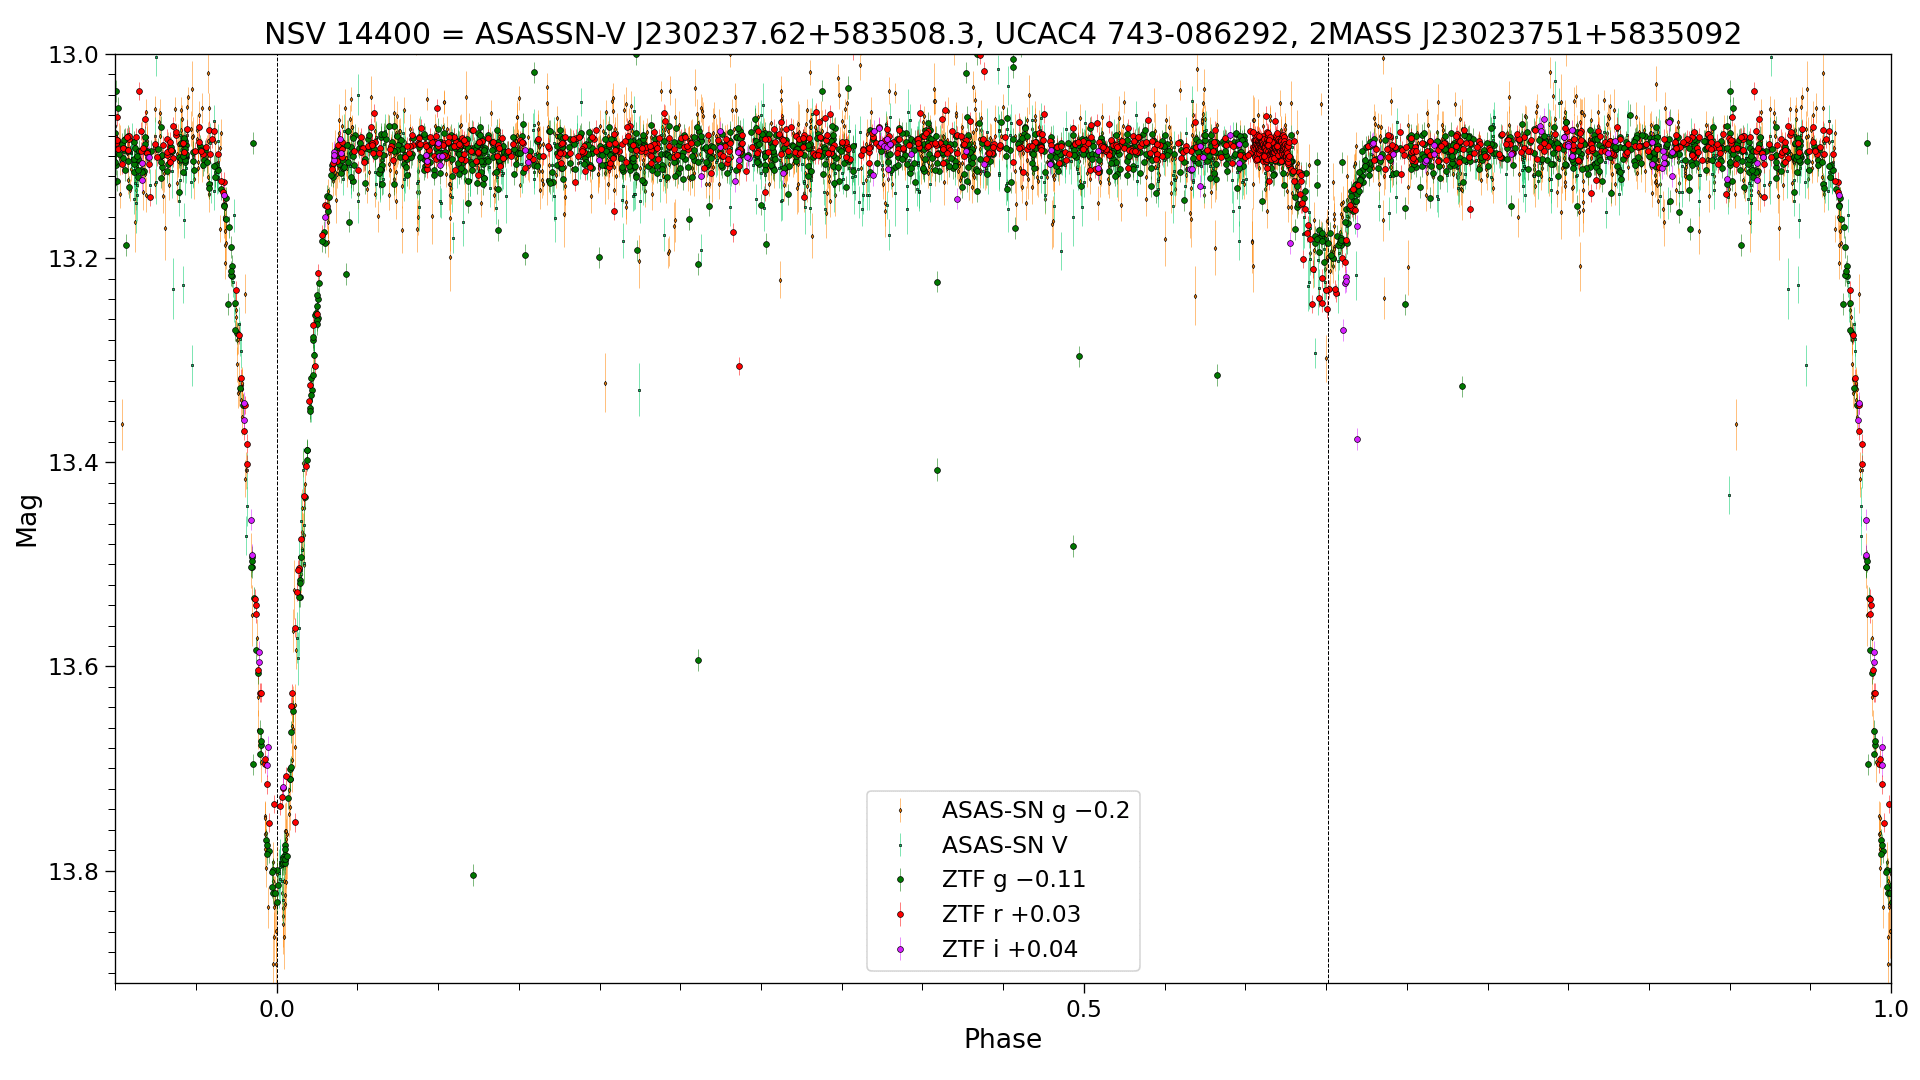 NSV 14400 = ASASSN-V J230237.62+583508.3, UCAC4 743-086292, 2MASS J23023751+5835092
13.0
13.2
13.4
13.6
13.8
Mag
ASAS-SN g −0.2
ASAS-SN V
ZTF g −0.11
ZTF r +0.03
ZTF i +0.04
0.0 0.5 1.0
Phase